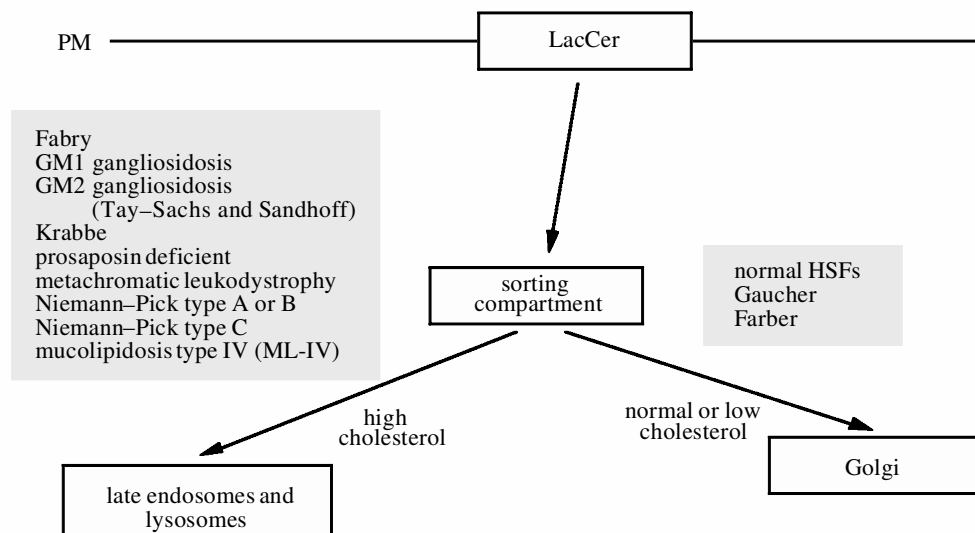 PM
LacCer
Fabry
GM1 gangliosidosis
GM2 gangliosidosis
(Tay–Sachs and Sandhoff)
Krabbe
prosaposin deficient
metachromatic leukodystrophy
Niemann–Pick type A or B
Niemann–Pick type C
mucolipidosis type IV (ML-IV)
sorting
compartment
normal HSFs
Gaucher
Farber
high
cholesterol
normal or low
cholesterol
late endosomes and
lysosomes
Golgi